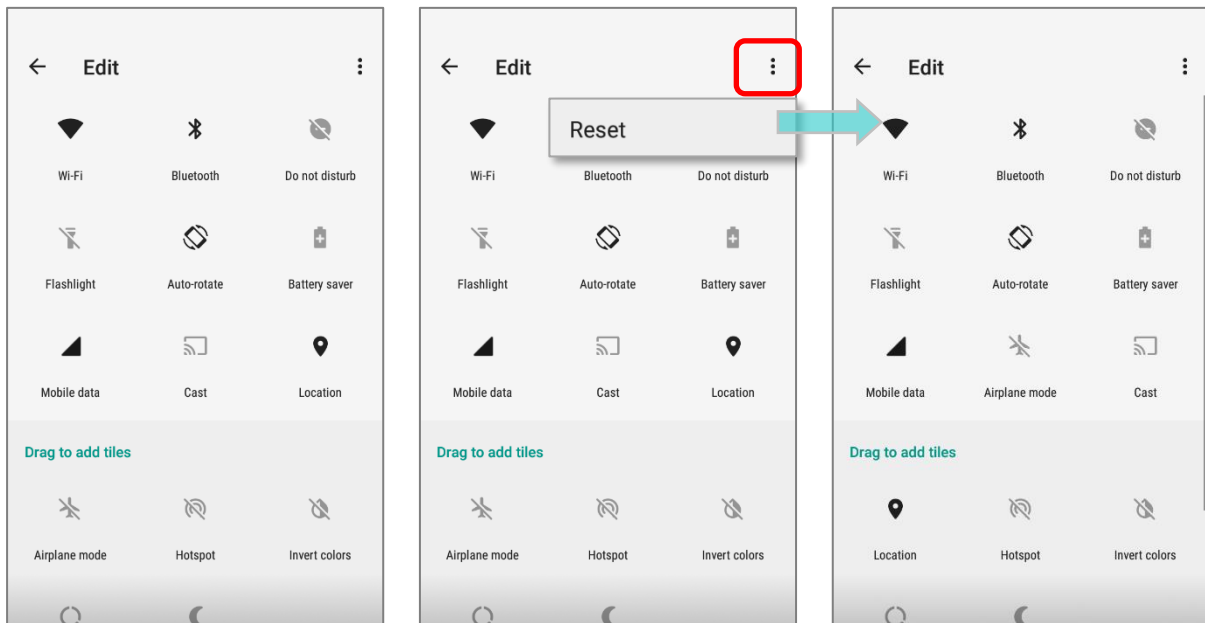 Edit
Wi-Fi Bluetooth Do not disturb
Flashlight Auto-rotate Battery saver
Mobile data Cast Location
Drag to add tiles
Airplane mode Hotspot Invert colors
Edit
Reset
Wi-Fi Bluetooth Do not disturb
Flashlight Auto-rotate Battery saver
Mobile data Cast Location
Drag to add tiles
Airplane mode Hotspot Invert colors
Edit
Wi-Fi Bluetooth Do not disturb
Flashlight Auto-rotate Battery saver
Mobile data Airplane mode Cast
Drag to add tiles
Location Hotspot Invert colors